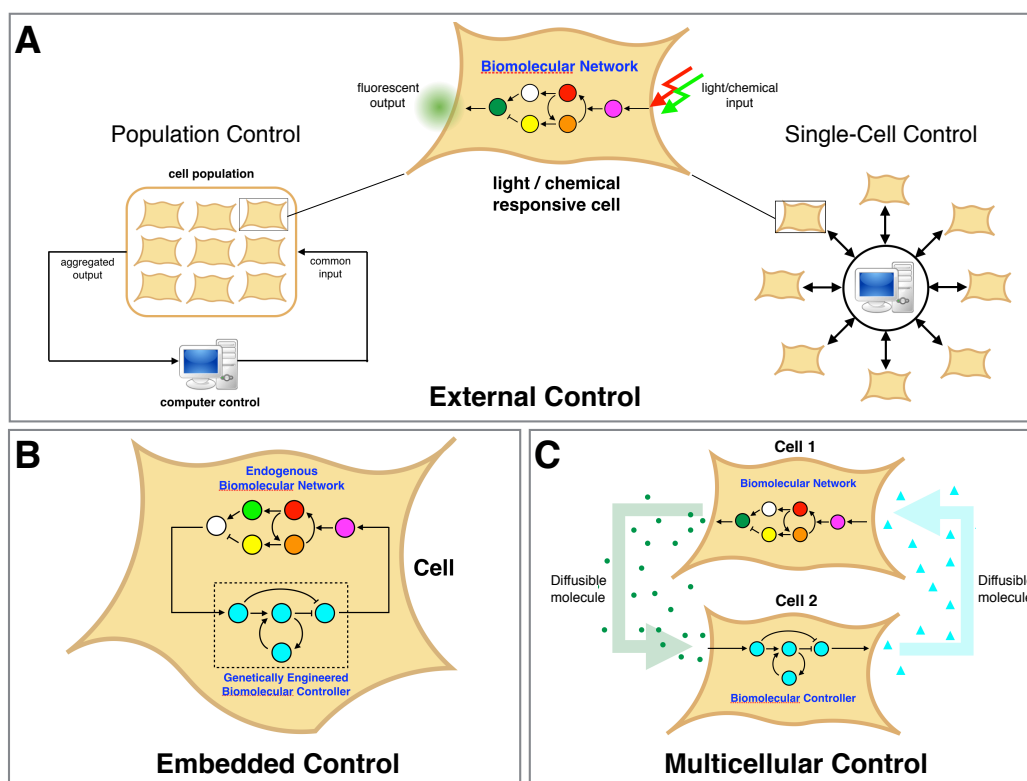 A
Biomolecular Network
fluorescent
output
light/chemical
input
Population Control
Single-Cell Control
cell population
light / chemical
responsive cell
aggregated
output
common
input
computer control
External Control
B
Endogenous
Biomolecular Network
Cell
Genetically Engineered
Biomolecular Controller
Embedded Control
C
Cell 1
Biomolecular Network
Diffusible
molecule
Diffusible
molecule
Cell 2
Biomolecular Controller
Multicellular Control